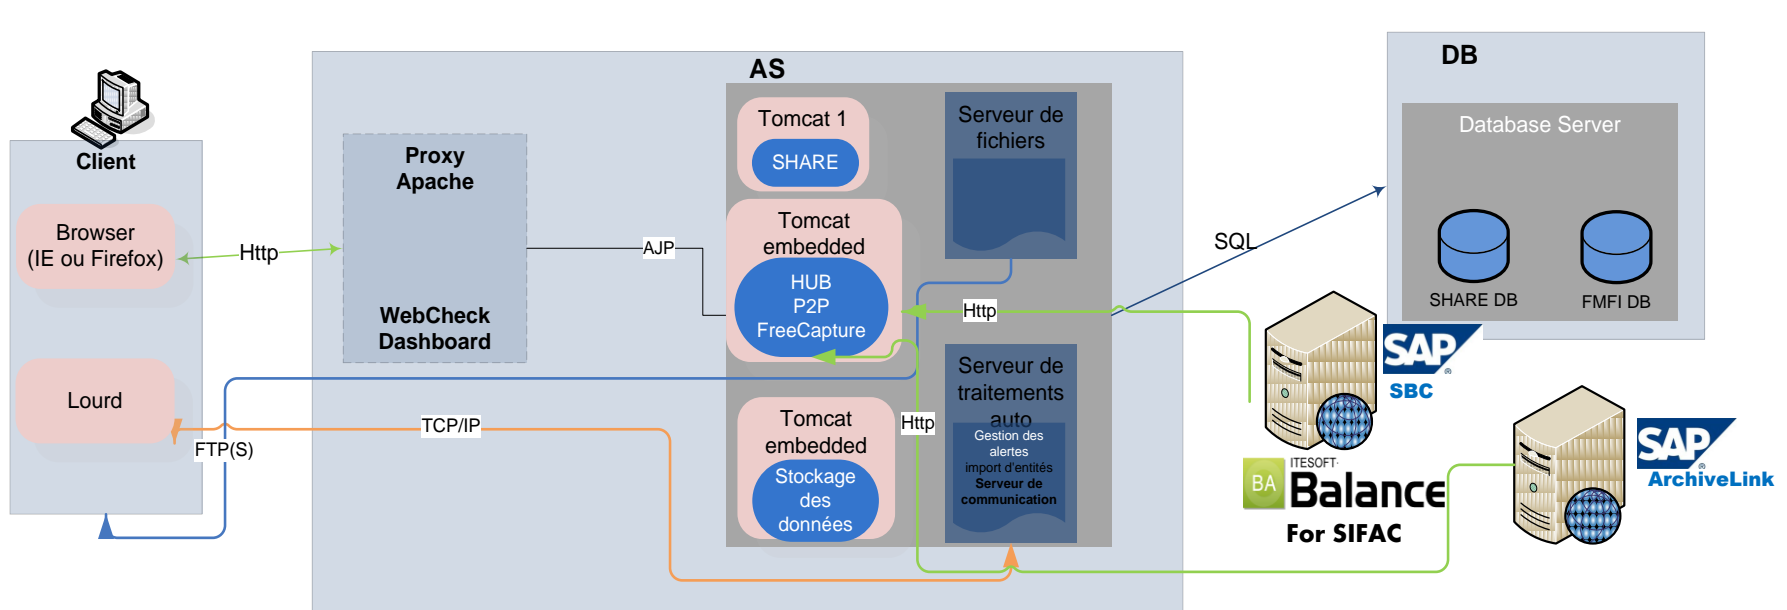 AS
DB
Client
Browser
(IE ou Firefox)
Lourd
Http
FTP(S)
TCP/IP
Proxy
Apache
WebCheck
Dashboard
AJP
Tomcat 1
SHARE
Tomcat
embedded
HUB
P2P
FreeCapture
Tomcat
embedded
Stockage
des
données
Serveur de
fichiers
Http
Http
Serveur de
traitements
auto
Gestion des
alertes
import d'entités
Serveur de
communication
SQL
Database Server
SHARE DB
FMFI DB
SAP
®
SBC
BA
ITESOFT
Balance
For SIFAC
SAP
®
ArchiveLink